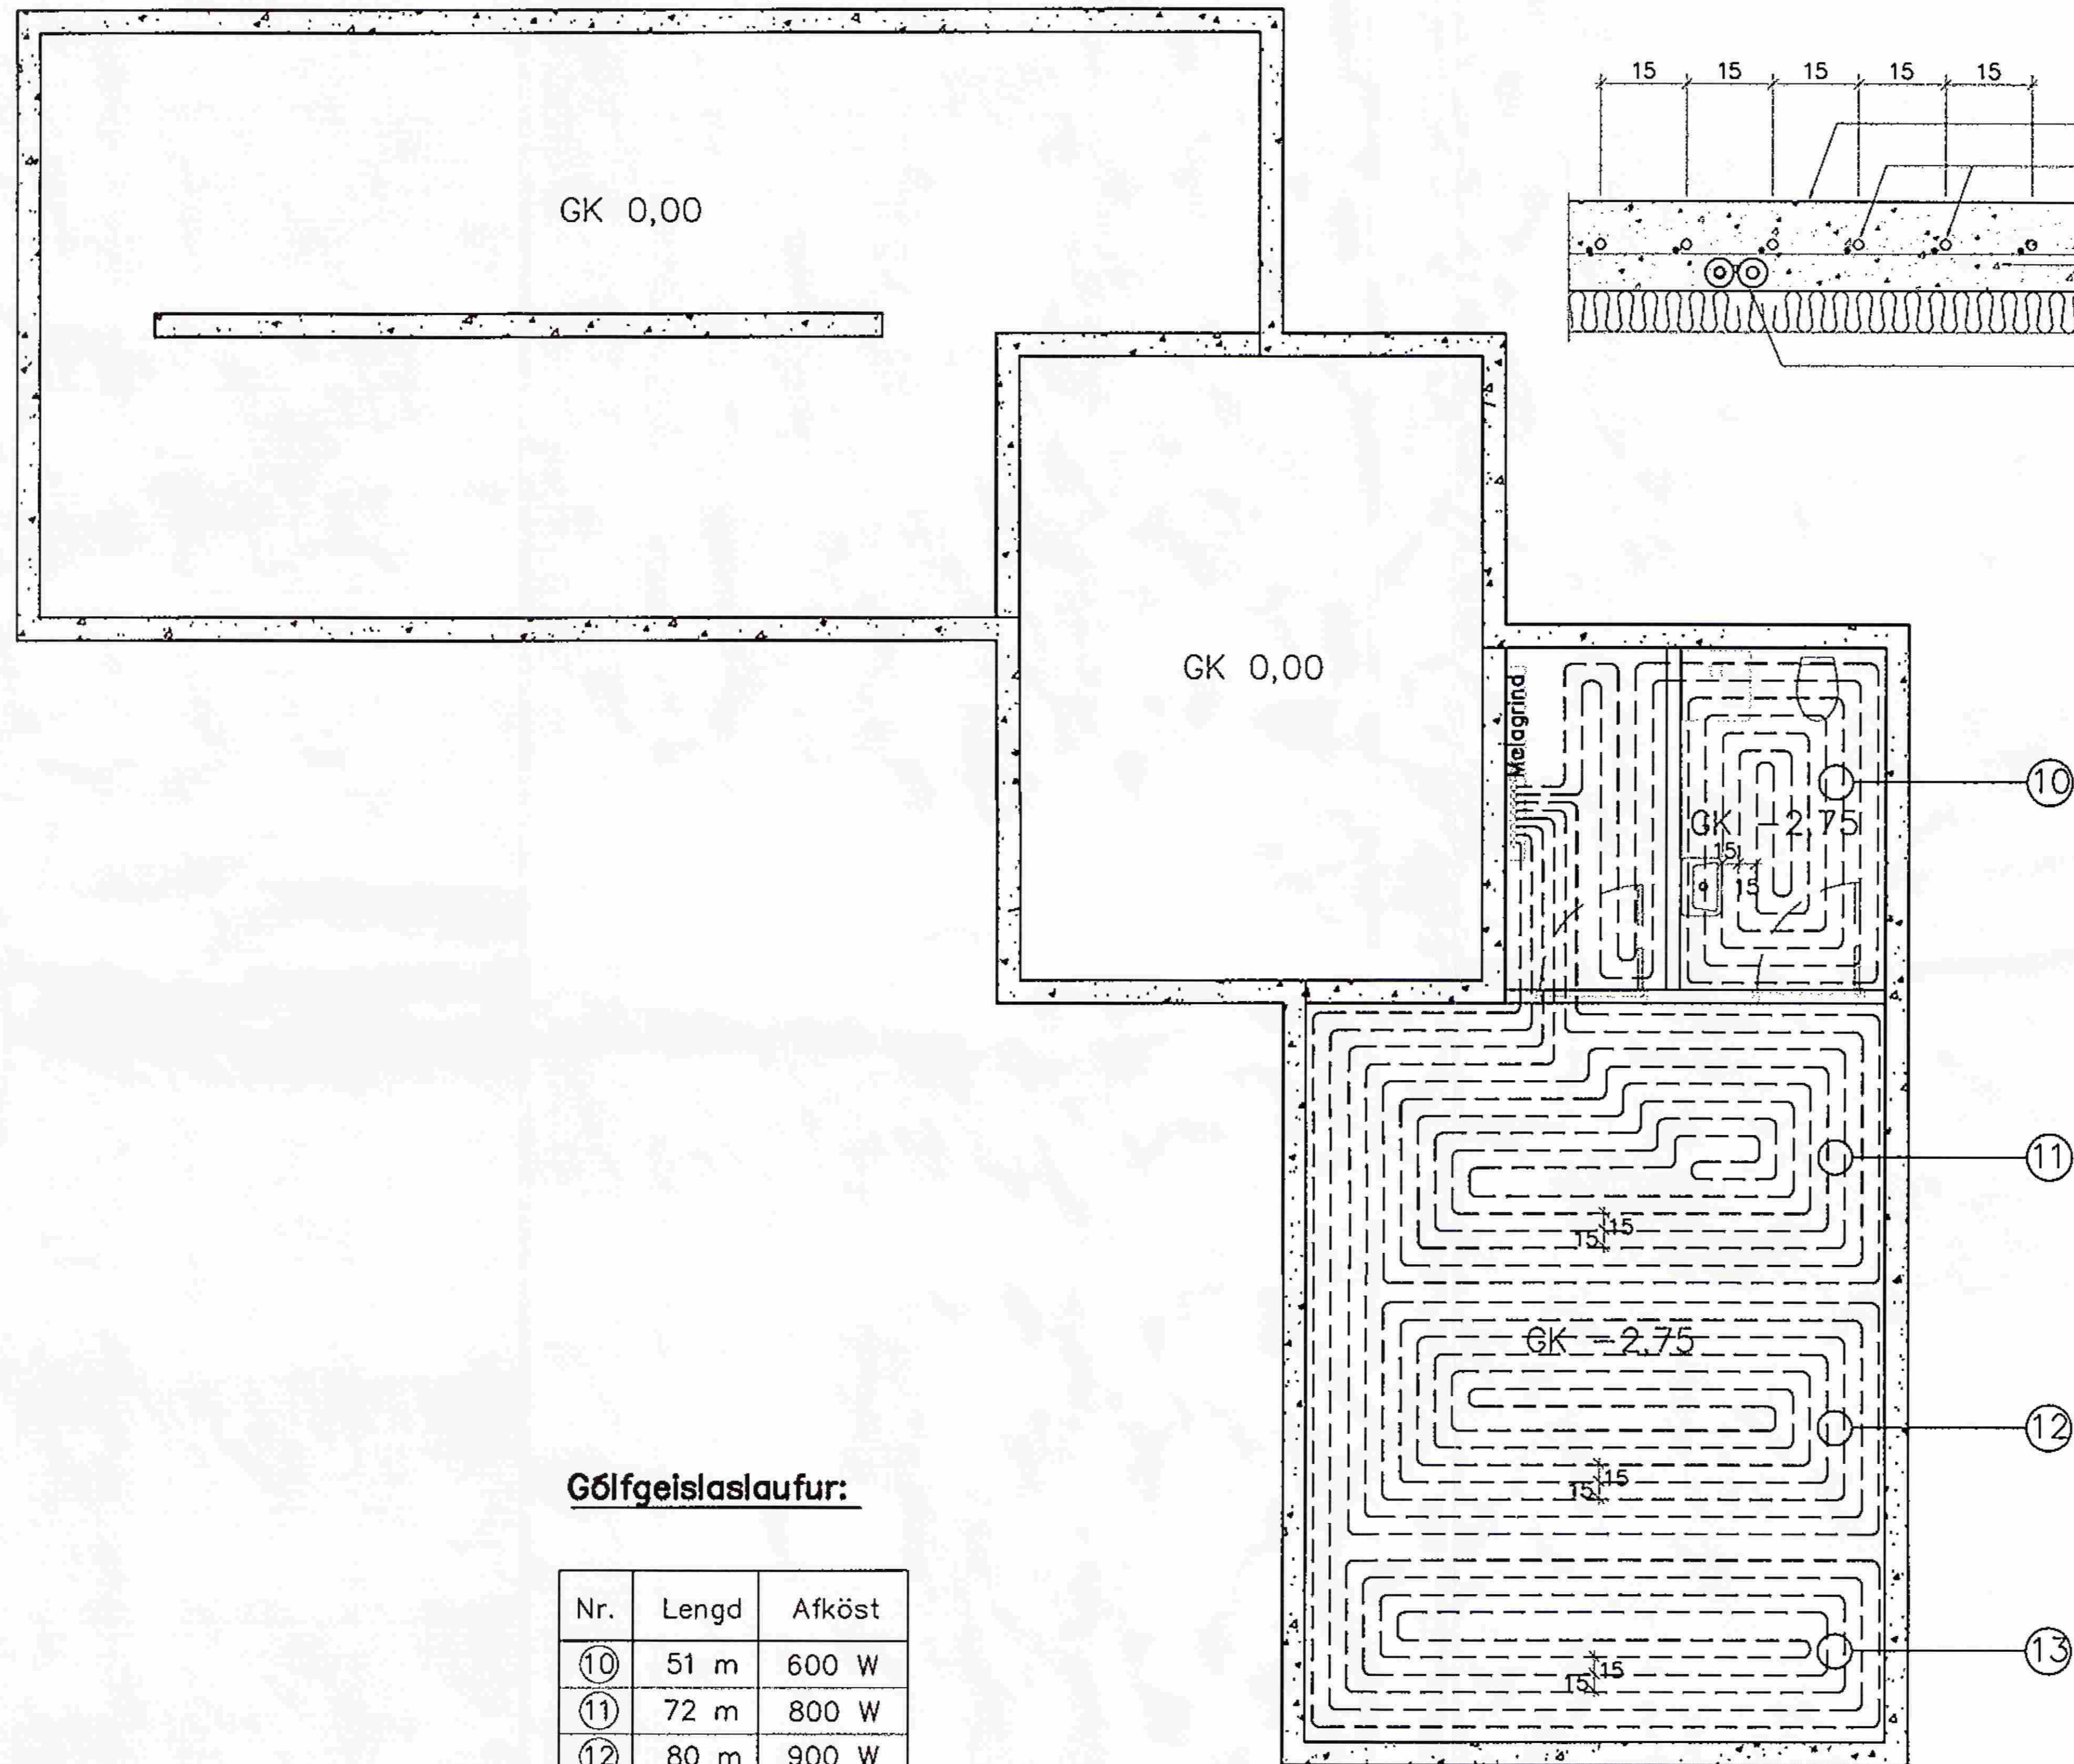 15 15 15 15 15
GK 0,00
GK 0,00
Mælagrind
10
GK -2,75
15
15
11
15
15
GK -2,75
12
15
15
13
15
15
Gólfgeislaslaufur:
Nr. Lengd Afköst
10 51 m 600 W
11 72 m 800 W
12 80 m 900 W